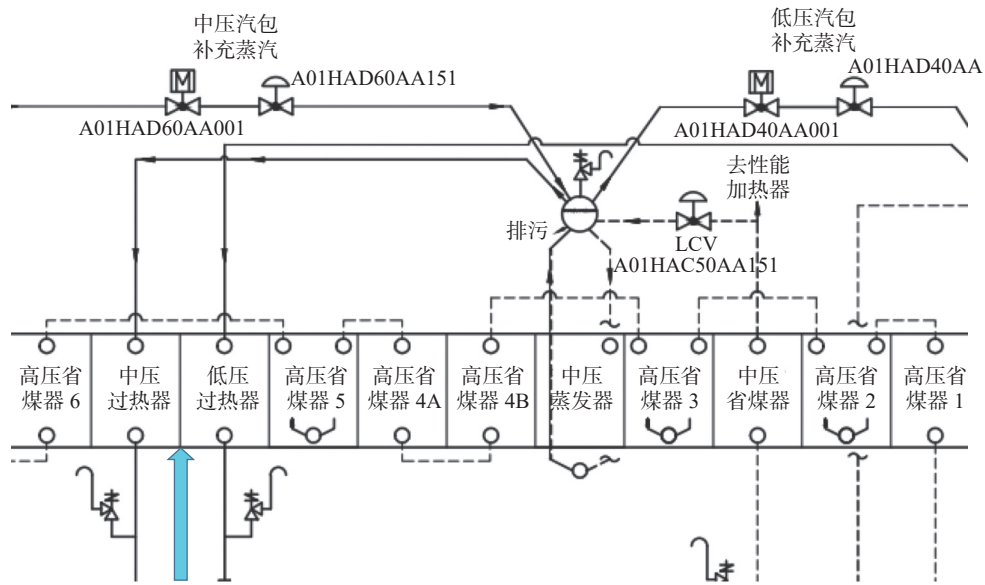 中压汽包
补充蒸汽
低压汽包
补充蒸汽
M
A01HAD60AA151
M
A01HAD40AA
A01HAD60AA001
A01HAD40AA001
去性能
加热器
排污
LCV
A01HAC50AA151
高压省
煤器 6
中压
过热器
低压
过热器
高压省
煤器 5
高压省
煤器 4A
高压省
煤器 4B
中压
蒸发器
高压省
煤器 3
中压
省煤器
高压省
煤器 2
高压省
煤器 1